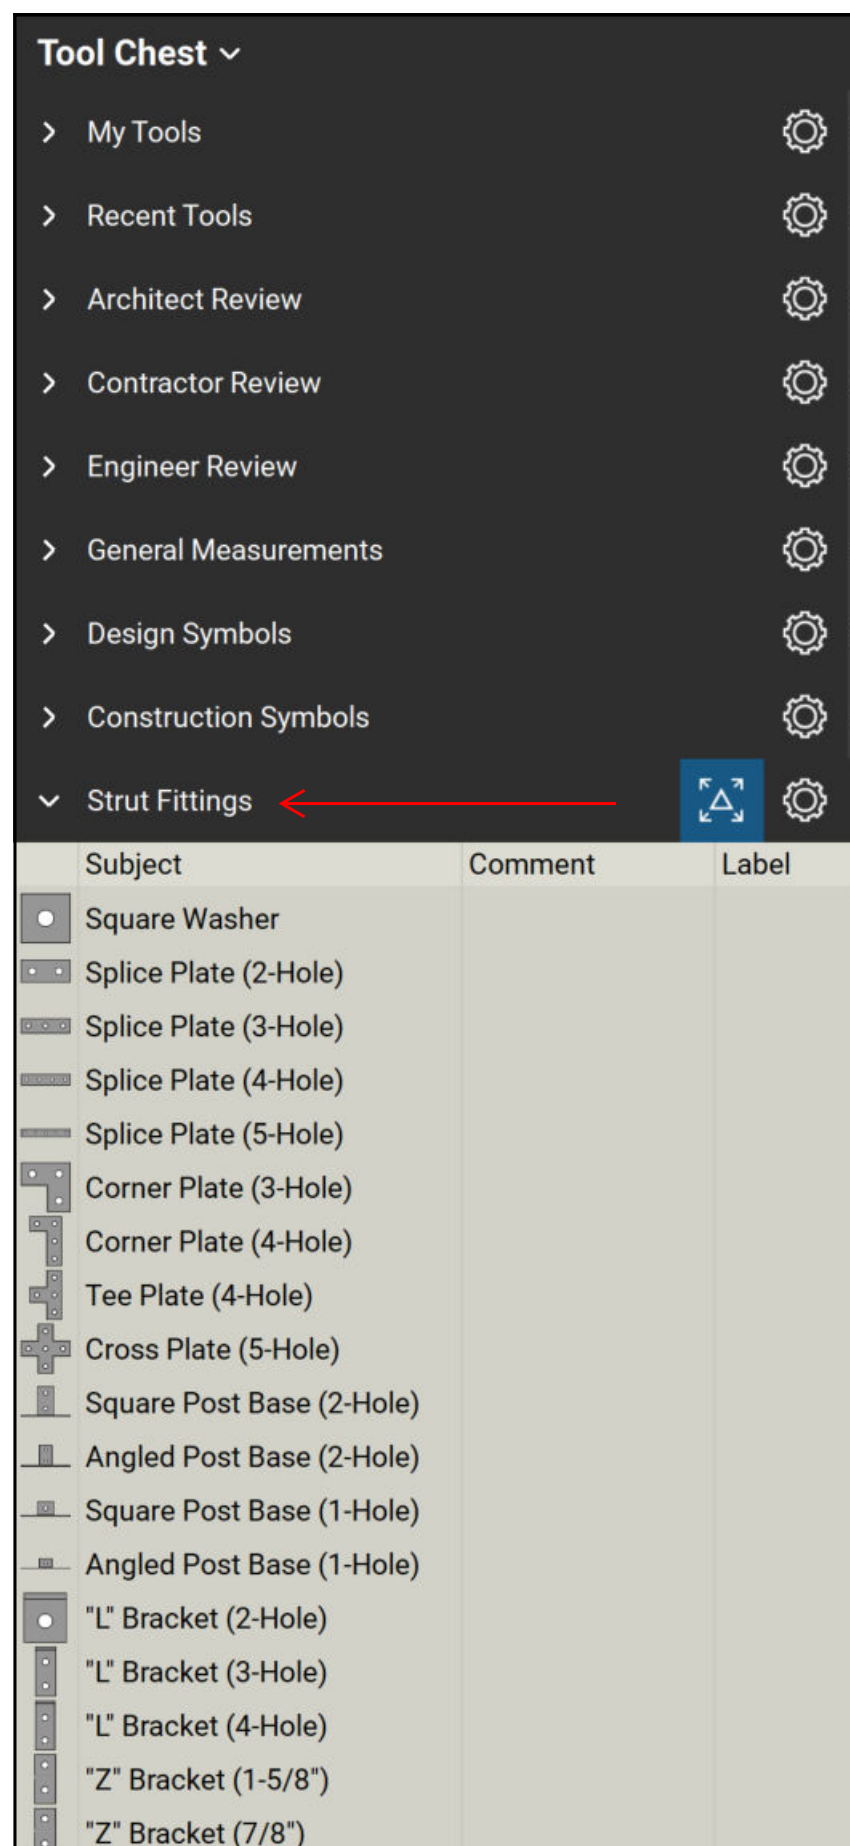 Tool Chest
My Tools
Recent Tools
Architect Review
Contractor Review
Engineer Review
General Measurements
Design Symbols
Construction Symbols
Strut Fittings
Subject Comment Label
Square Washer
Splice Plate (2-Hole)
Splice Plate (3-Hole)
Splice Plate (4-Hole)
Splice Plate (5-Hole)
Corner Plate (3-Hole)
Corner Plate (4-Hole)
Tee Plate (4-Hole)
Cross Plate (5-Hole)
Square Post Base (2-Hole)
Angled Post Base (2-Hole)
Square Post Base (1-Hole)
Angled Post Base (1-Hole)
"L" Bracket (2-Hole)
"L" Bracket (3-Hole)
"L" Bracket (4-Hole)
"Z" Bracket (1-5/8")
"Z" Bracket (7/8")